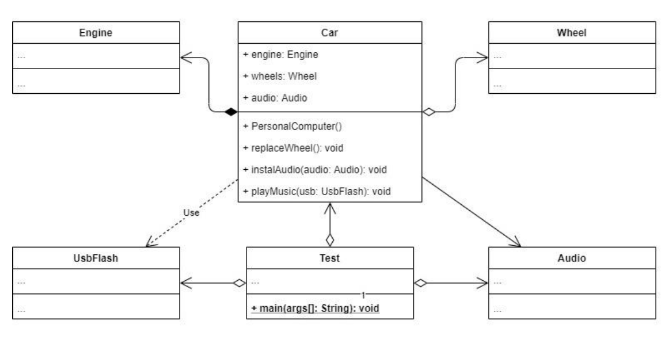 Engine
...
...
Car
+ engine: Engine
+ wheels: Wheel
+ audio: Audio
+ PersonalComputer()
+ replaceWheel(): void
+ instalAudio(audio: Audio): void
+ playMusic(usb: UsbFlash): void
Wheel
...
...
Use
UsbFlash
...
...
Test
...
1
+ main(args[]: String): void
Audio
...
...